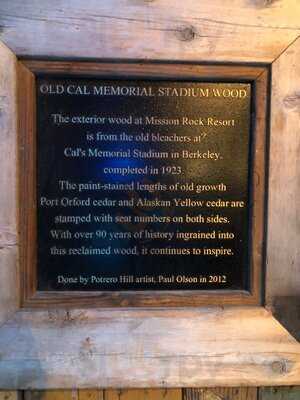 OLD CAL MEMORIAL STADIUM WOOD
The exterior wood at Mission Rock Resort
is from the old bleachers at
Cal's Memorial Stadium in Berkeley,
completed in 1923.
The paint-stained lengths of old growth
Port Orford cedar and Alaskan Yellow cedar are
stamped with seat numbers on both sides.
With over 90 years of history ingrained into
this reclaimed wood, it continues to inspire.
Done by Potrero Hill artist, Paul Olson in 2012